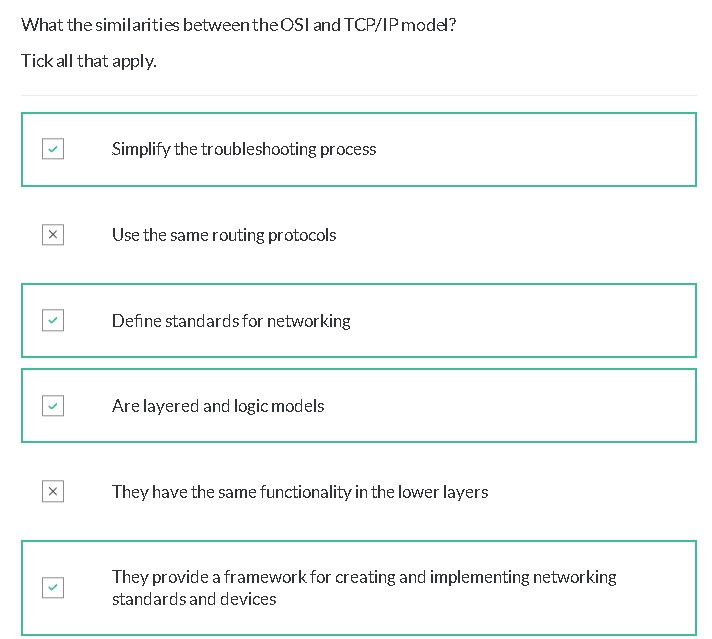 What the similarities between the OSI and TCP/IP model?
Tick all that apply.
Simplify the troubleshooting process
Use the same routing protocols
Define standards for networking
Are layered and logic models
They have the same functionality in the lower layers
They provide a framework for creating and implementing networking
standards and devices